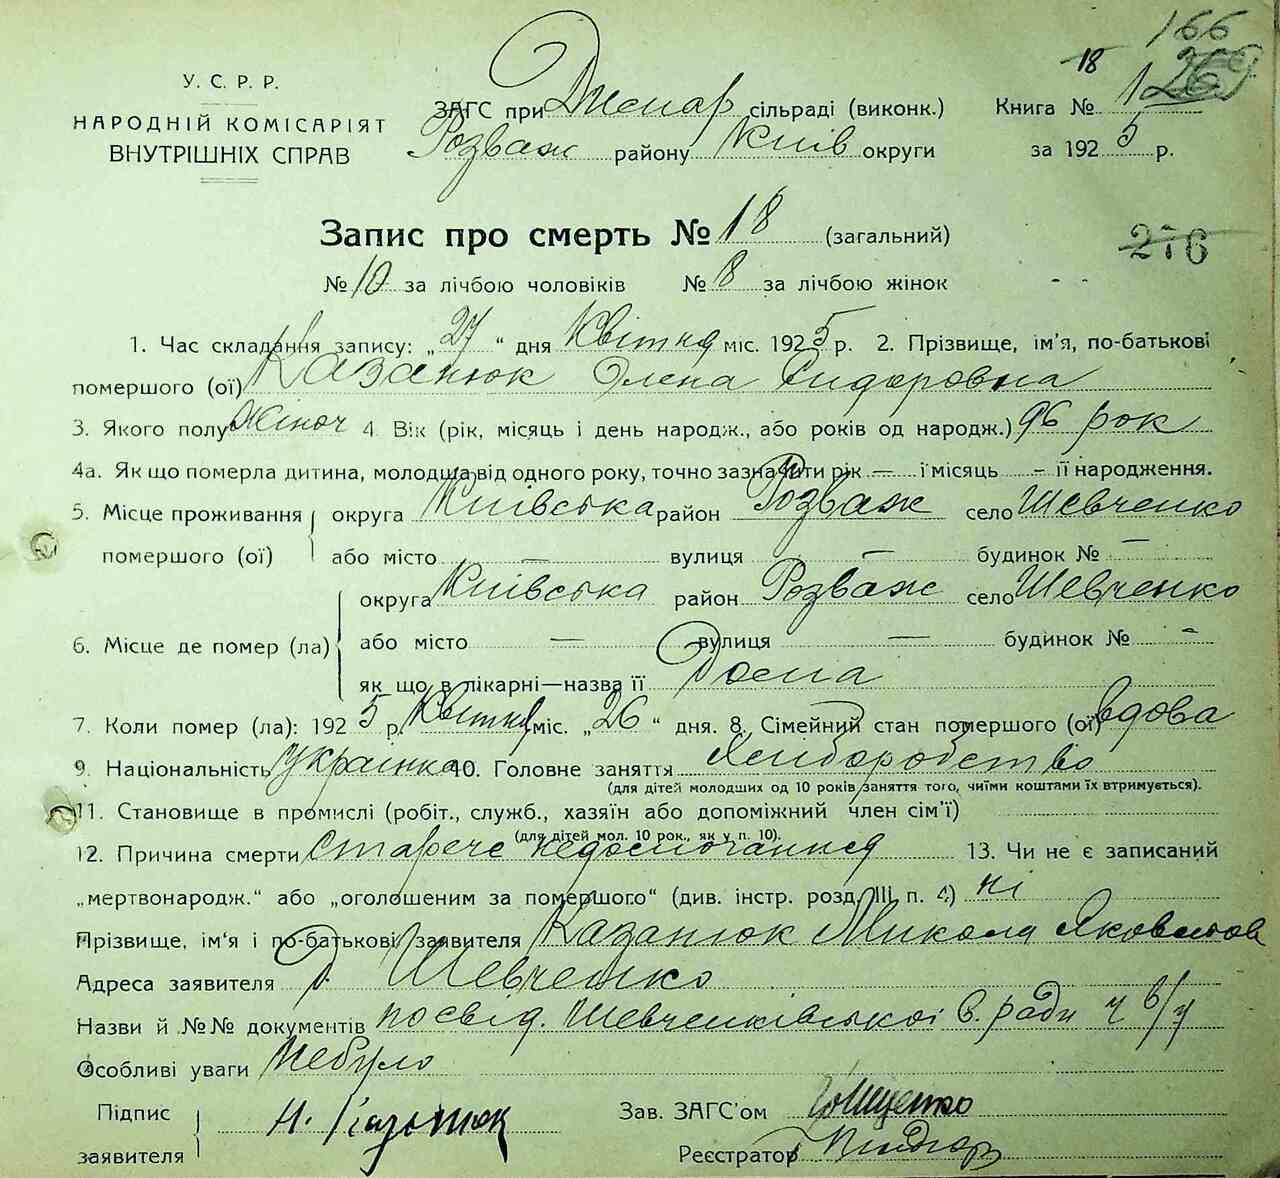 166
18 1 269
У. С. Р. Р.
НАРОДНІЙ КОМІСАРІЯТ
ВНУТРІШНІХ СПРАВ
ЗАГС при сільраді (виконк.)
Розваж району Київ округи
Книга №
за 1925 р.
Запис про смерть № 18 (загальний)
276
№ 10 за лічбою чоловіків № 8 за лічбою жінок
1. Час складання запису: „27“ дня Квітня міс. 1925 р. 2. Прізвище, ім'я, по-батькові
помершого (ої) Казанюк Олена Сидоровна
3. Якого полу Жіноч 4. Вік (рік, місяць і день народж., або років од народж.) 96 рок
4а. Як що померла дитина, молодша від одного року, точно зазначити рік — і місяць – її народження.
5. Місце проживання помершого (ої) округа Київська район Розваж село Шевченко
або місто — вулиця — будинок № —
6. Місце де помер (ла) округа Київська район Розваж село Шевченко
або місто — вулиця — будинок № –
як що в лікарні—назва її Дома
7. Коли помер (ла): 1925 р. Квітня міс. „26“ дня. 8. Сімейний стан помершого (ої) вдова
9. Національність українка 10. Головне заняття
(для дітей молодших од 10 років заняття того, чиїми коштами їх втримується).
11. Становище в промислі (робіт., служб., хазяїн або допоміжний член сім'ї)
(для дітей мол. 10 рок., як у п. 10).
12. Причина смерти Старече 13. Чи не є записаний
„мертвонародж.“ або „оголошеним за помершого“ (див. інстр. розд. III п. 4) ні
Прізвище, ім'я і по-батькові заявителя Казанюк Микола Яковльов
Адреса заявителя Д. Шевченко
Назви й №№ документів посвід. Шевченківської в. ради ч б/н
Особливі уваги Небуло
Підпис заявителя Н. Казанюк
Зав. ЗАГС'ом
Реєстратор